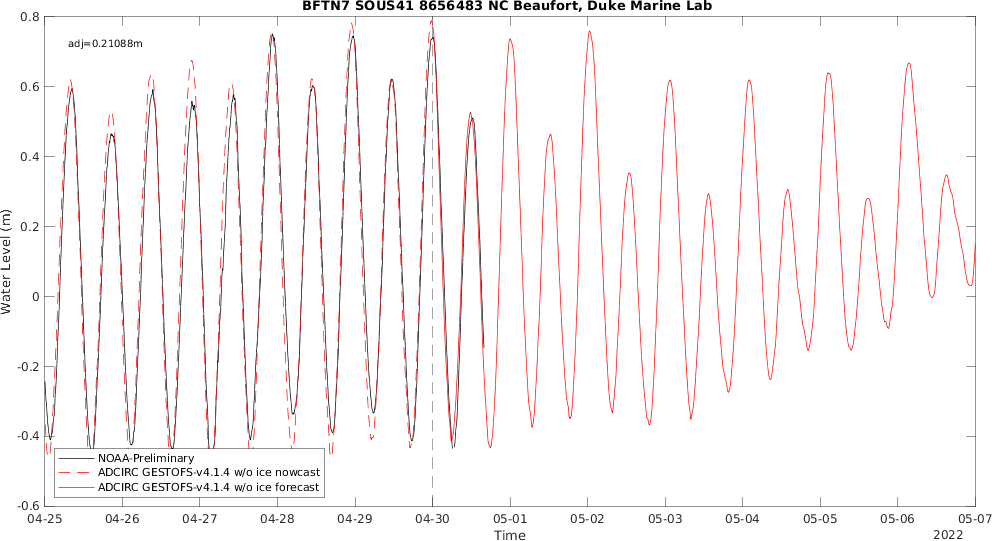 BFTN7 SOUS41 8656483 NC Beaufort, Duke Marine Lab
adj=0.21088m
Water Level (m)
0.8
0.6
0.4
0.2
0
-0.2
-0.4
-0.6
NOAA-Preliminary
ADCIRC GESTOFS-v4.1.4 w/o ice nowcast
ADCIRC GESTOFS-v4.1.4 w/o ice forecast
04-25 04-26 04-27 04-28 04-29 04-30 05-01 05-02 05-03 05-04 05-05 05-06 05-07
Time
2022